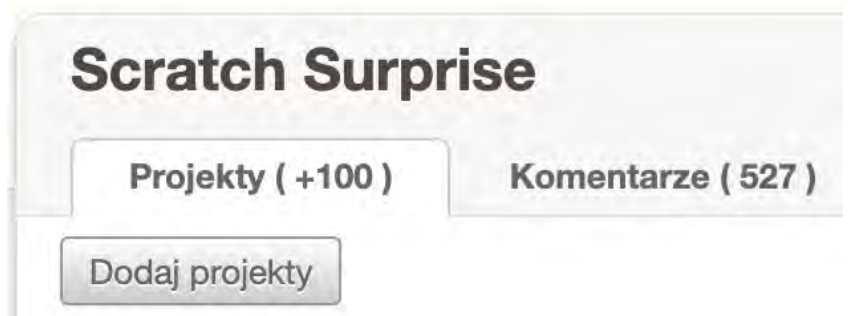 Scratch Surprise
Projekty ( +100 ) Komentarze ( 527 )
Dodaj projekty